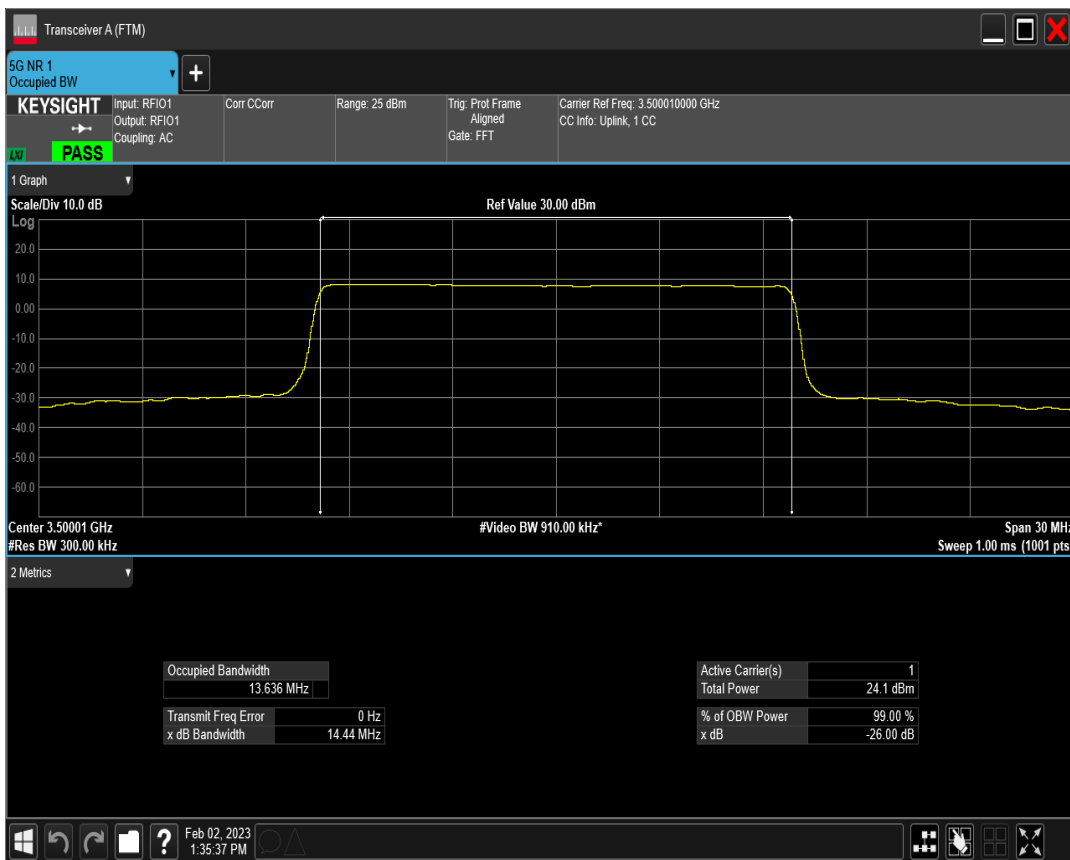 Transceiver A (FTM)
5G NR 1
Occupied BW
+
KEYSIGHT
LXI
PASS
Input: RFIO1
Output: RFIO1
Coupling: AC
Corr CCorr
Range: 25 dBm
Trig: Prot Frame
Aligned
Gate: FFT
Carrier Ref Freq: 3.500010000 GHz
CC Info: Uplink, 1 CC
1 Graph
Scale/Div 10.0 dB
Ref Value 30.00 dBm
Log
20.0
10.0
0.00
-10.0
-20.0
-30.0
-40.0
-50.0
-60.0
Center 3.50001 GHz
#Video BW 910.00 kHz*
Span 30 MHz
#Res BW 300.00 kHz
Sweep 1.00 ms (1001 pts
2 Metrics
Occupied Bandwidth
13.636 MHz
Transmit Freq Error 0 Hz
x dB Bandwidth 14.44 MHz
Active Carrier(s) 1
Total Power 24.1 dBm
% of OBW Power 99.00 %
x dB -26.00 dB
?
Feb 02, 2023
1:35:37 PM